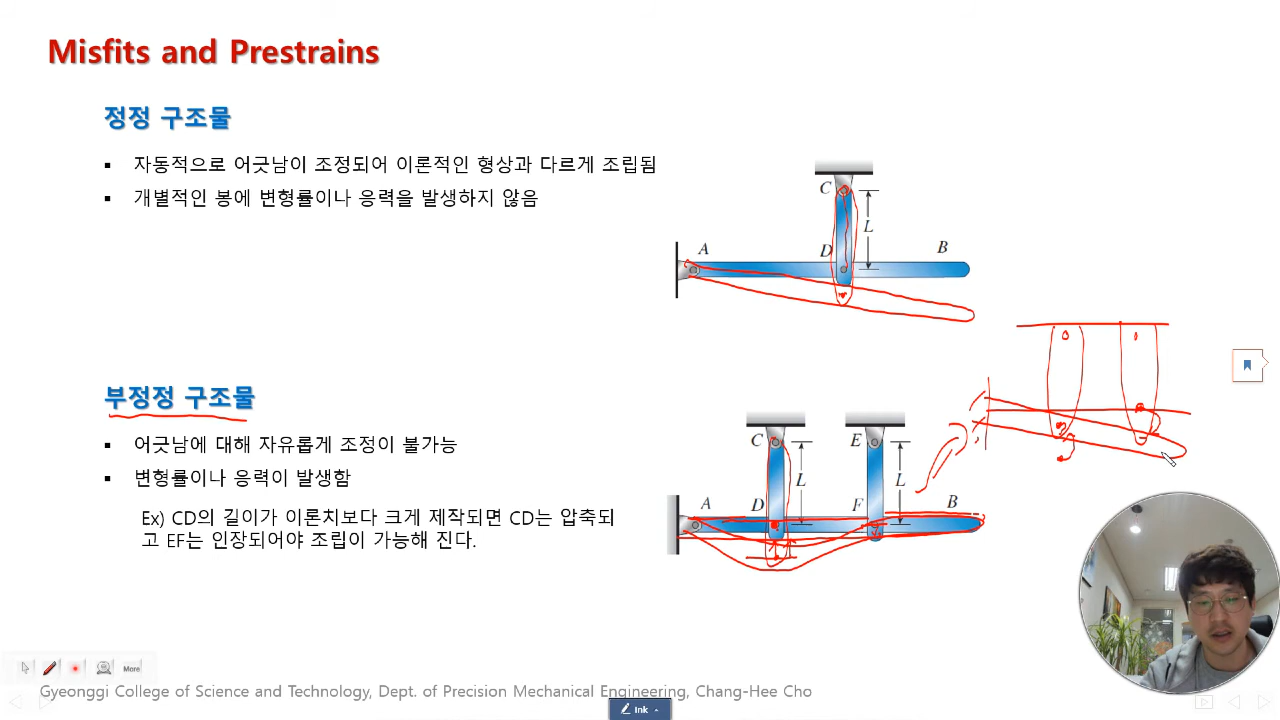 Misfits and Prestrains
정정 구조물
▪ 자동적으로 어긋남이 조정되어 이론적인 형상과 다르게 조립됨
▪ 개별적인 봉에 변형률이나 응력을 발생하지 않음
C
L
A
D
B
부정정 구조물
▪ 어긋남에 대해 자유롭게 조정이 불가능
▪ 변형률이나 응력이 발생함
Ex) CD의 길이가 이론치보다 크게 제작되면 CD는 압축되
고 EF는 인장되어야 조립이 가능해 진다.
C
E
L
L
A
D
F
B
More
Gyeonggi College of Science and Technology, Dept. of Precision Mechanical Engineering, Chang-Hee Cho
Ink